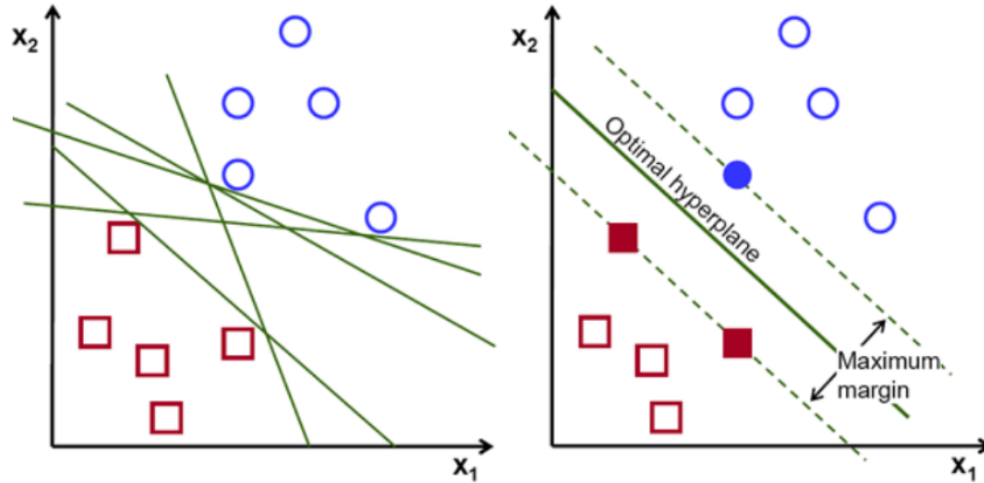 x₂
x₁
x₂
Optimal hyperplane
Maximum
margin
x₁